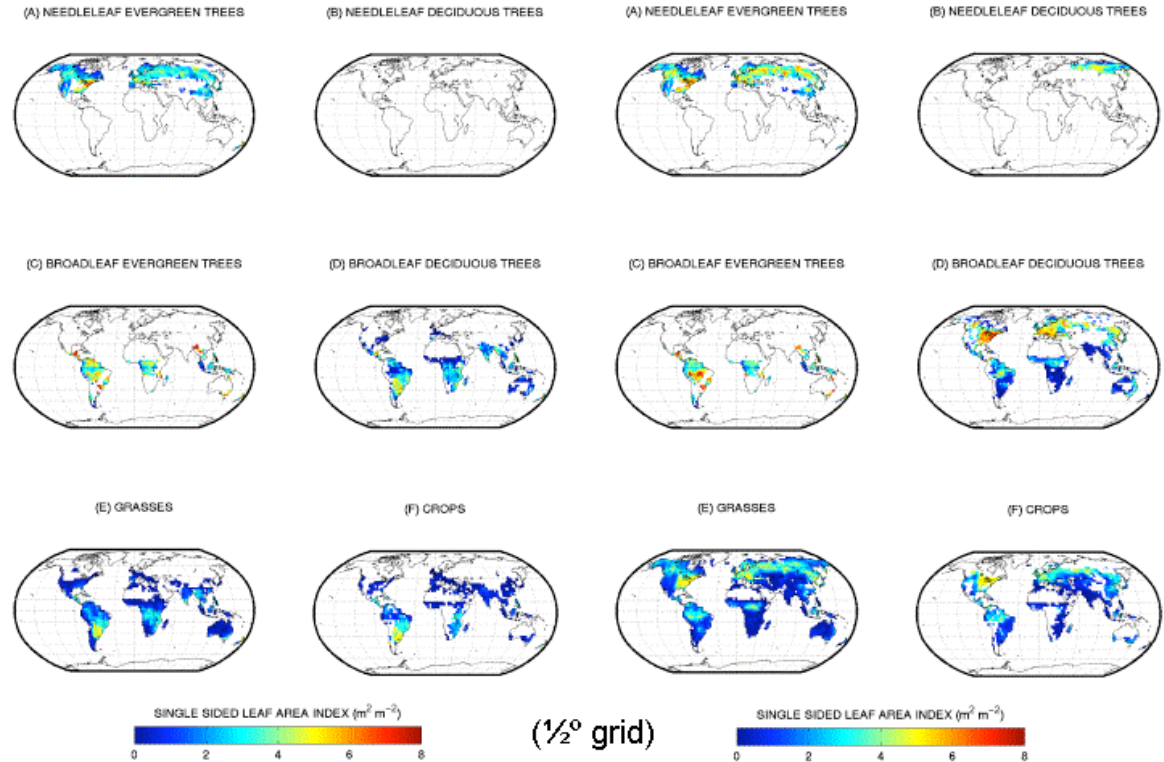 (A) NEEDLELEAF EVERGREEN TREES
(B) NEEDLELEAF DECIDUOUS TREES
(A) NEEDLELEAF EVERGREEN TREES
(B) NEEDLELEAF DECIDUOUS TREES
(C) BROADLEAF EVERGREEN TREES
(D) BROADLEAF DECIDUOUS TREES
(C) BROADLEAF EVERGREEN TREES
(D) BROADLEAF DECIDUOUS TREES
(E) GRASSES
(F) CROPS
(E) GRASSES
(F) CROPS
SINGLE SIDED LEAF AREA INDEX (m² m⁻²)
0 2 4 6 8
(½º grid)
SINGLE SIDED LEAF AREA INDEX (m² m⁻²)
0 2 4 6 8